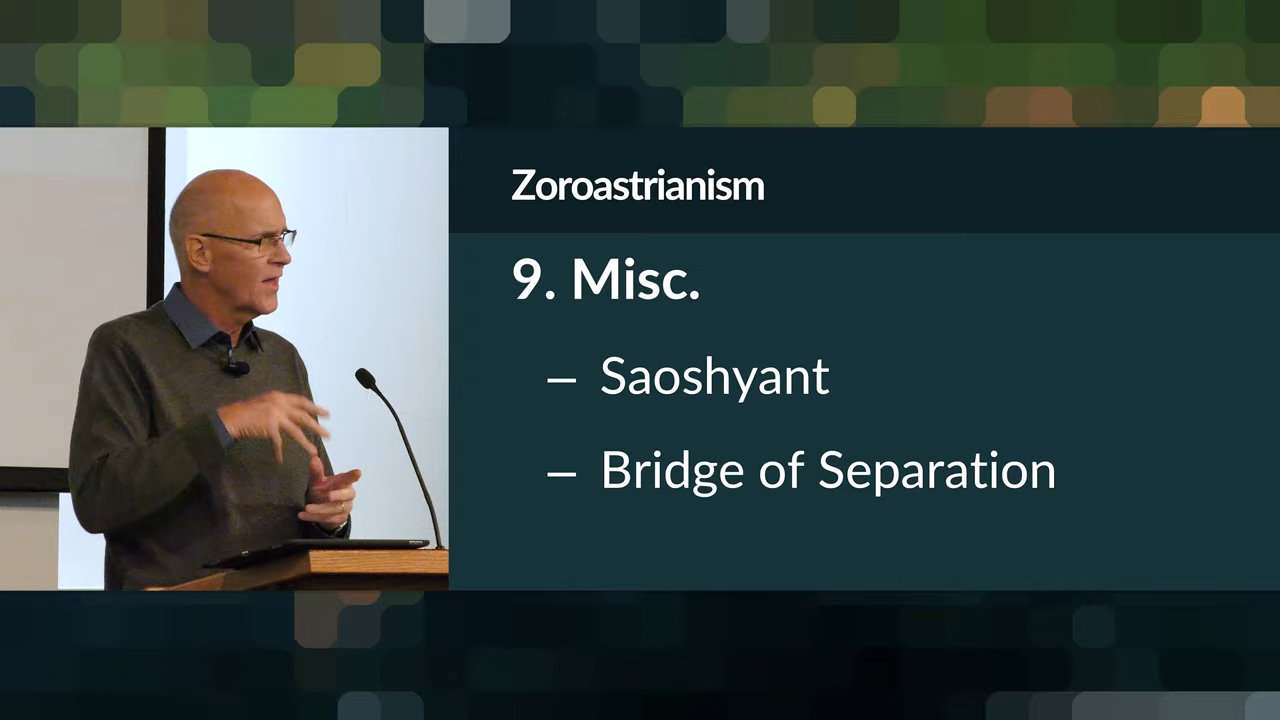 Zoroastrianism
9. Misc.
– Saoshyant
– Bridge of Separation